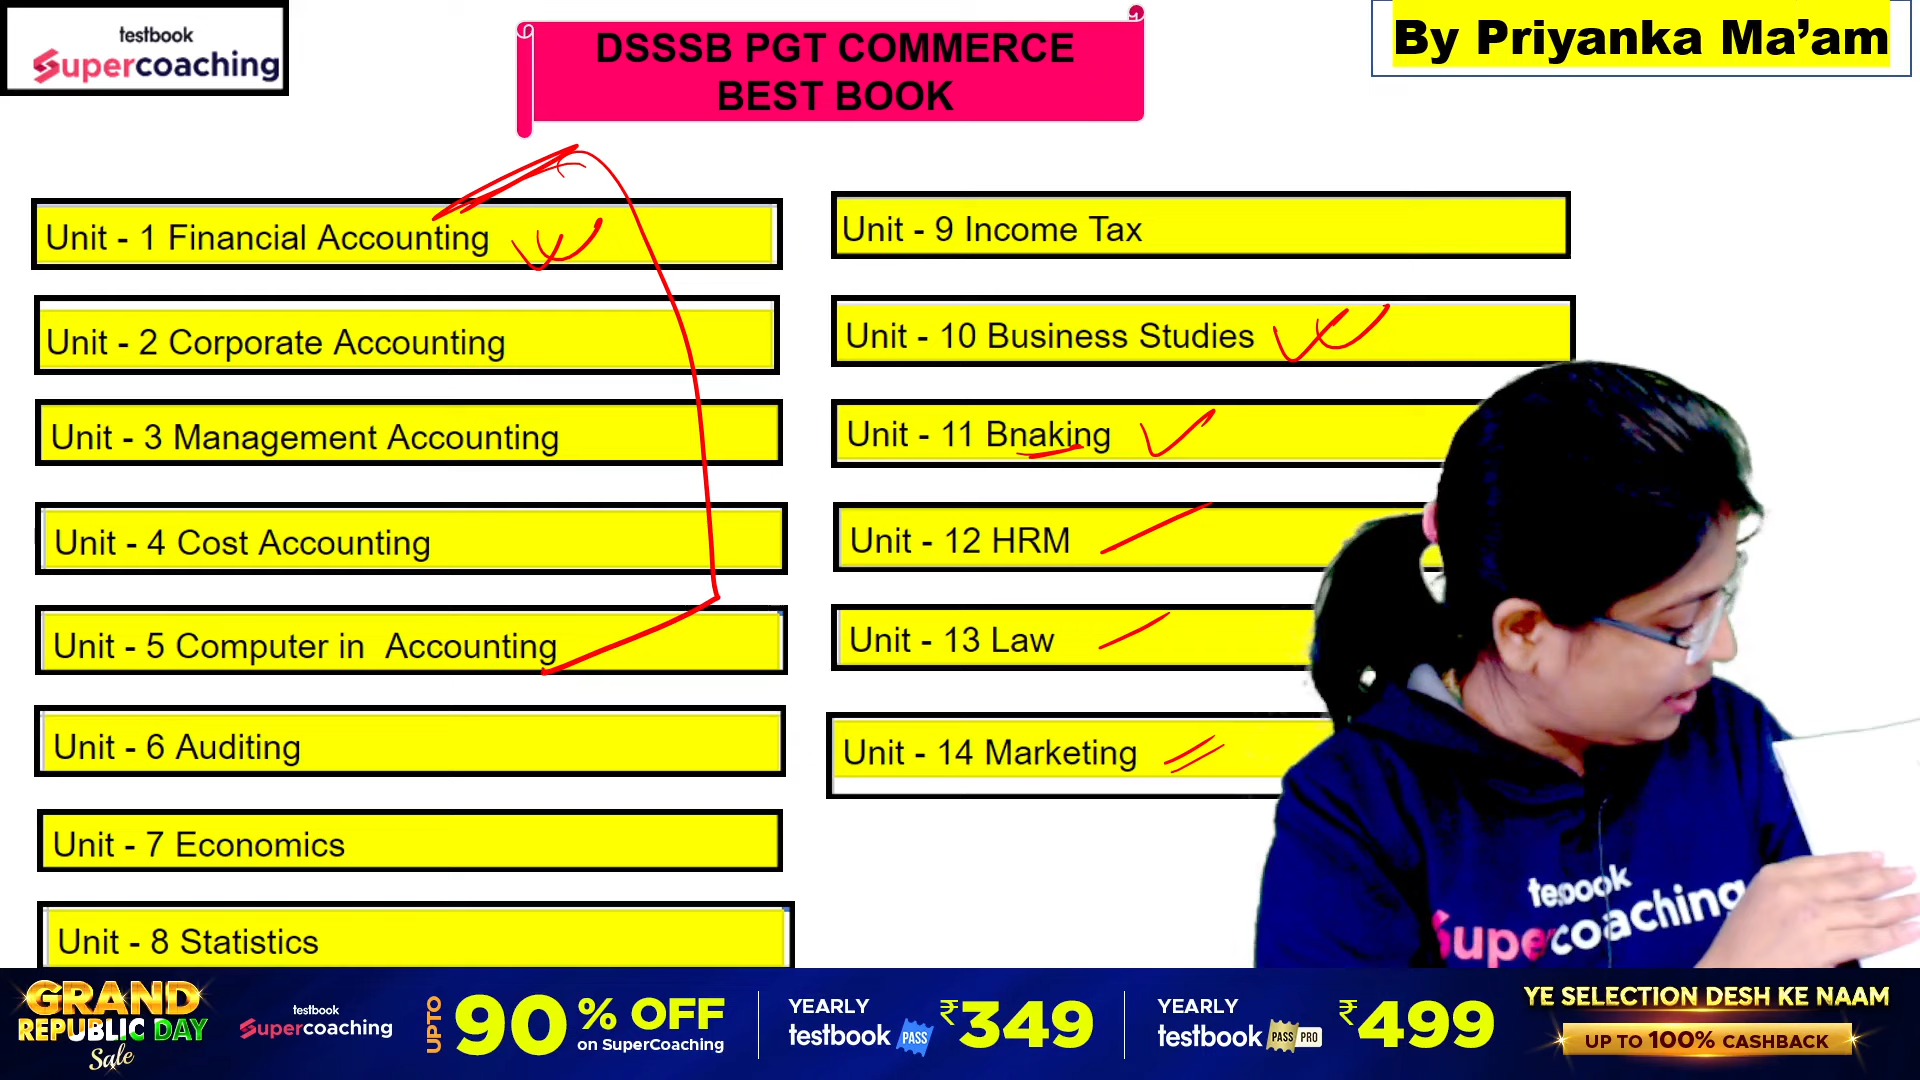 testbook
Supercoaching
DSSSB PGT COMMERCE
BEST BOOK
By Priyanka Ma’am
Unit - 1 Financial Accounting
Unit - 2 Corporate Accounting
Unit - 3 Management Accounting
Unit - 4 Cost Accounting
Unit - 5 Computer in  Accounting
Unit - 6 Auditing
Unit - 7 Economics
Unit - 8 Statistics
Unit - 9 Income Tax
Unit - 10 Business Studies
Unit - 11 Bnaking
Unit - 12 HRM
Unit - 13 Law
Unit - 14 Marketing
testbook
Supercoaching
GRAND
REPUBLIC DAY
Sale
testbook
Supercoaching
UPTO 90% OFF
on SuperCoaching
YEARLY
testbook PASS
₹349
YEARLY
testbook PASS PRO
₹499
YE SELECTION DESH KE NAAM
UP TO 100% CASHBACK